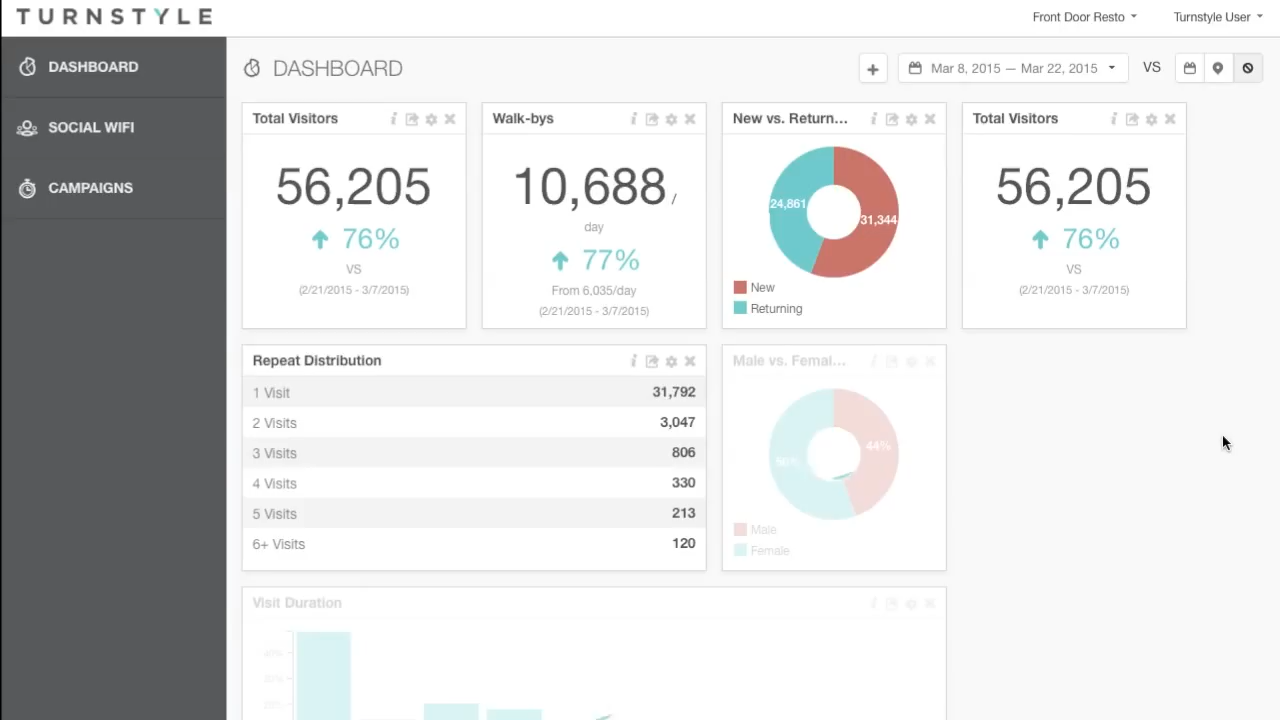 TURNSTYLE
Front Door Resto
Turnstyle User
DASHBOARD
SOCIAL WIFI
CAMPAIGNS
DASHBOARD
Mar 8, 2015 — Mar 22, 2015
VS
Total Visitors
56,205
76%
VS
(2/21/2015 - 3/7/2015)
Walk-bys
10,688 /
day
77%
From 6,035/day
(2/21/2015 - 3/7/2015)
New vs. Return...
24,861
31,344
New
Returning
Total Visitors
56,205
76%
VS
(2/21/2015 - 3/7/2015)
Repeat Distribution
1 Visit 31,792
2 Visits 3,047
3 Visits 806
4 Visits 330
5 Visits 213
6+ Visits 120
Male vs. Femal...
44%
56%
Male
Female
Visit Duration